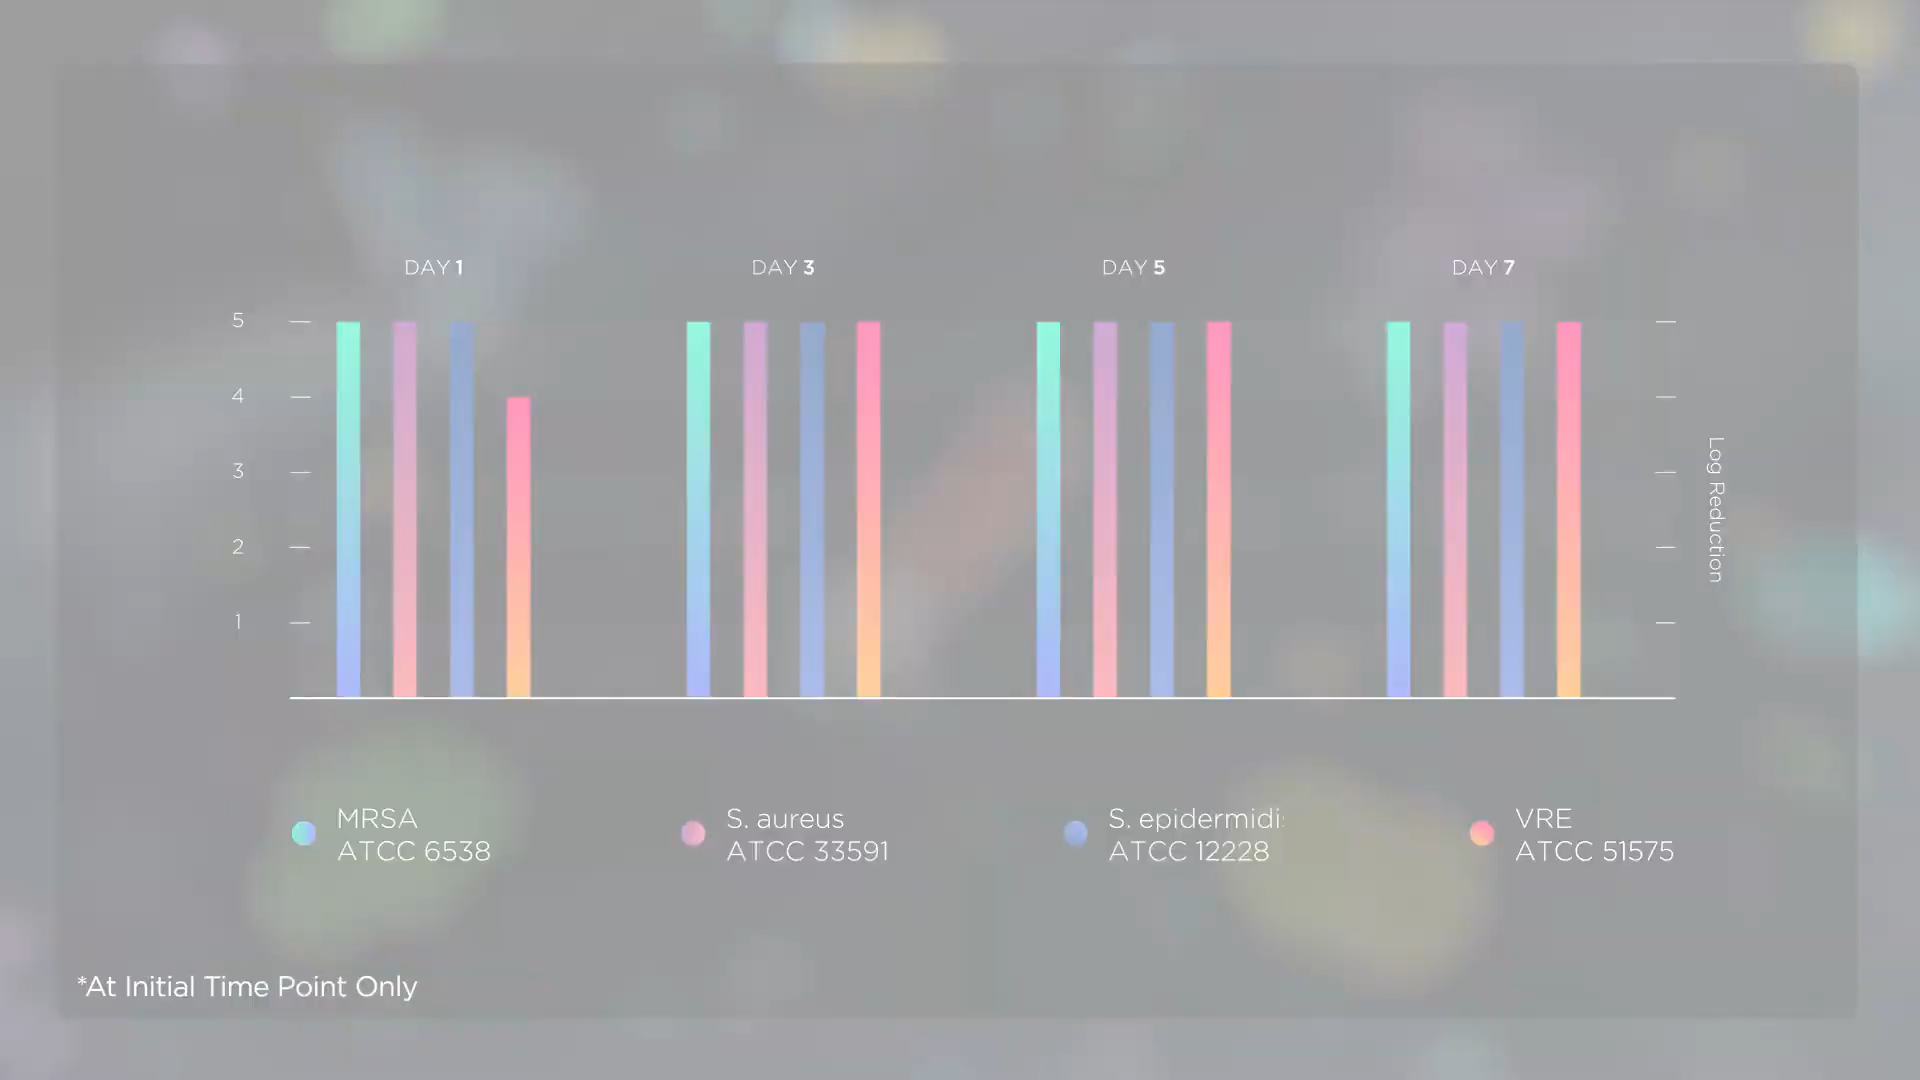 DAY 1
DAY 3
DAY 5
DAY 7
5
4
3
2
1
Log Reduction
MRSA
ATCC 6538
S. aureus
ATCC 33591
S. epidermidi
ATCC 12228
VRE
ATCC 51575
*At Initial Time Point Only